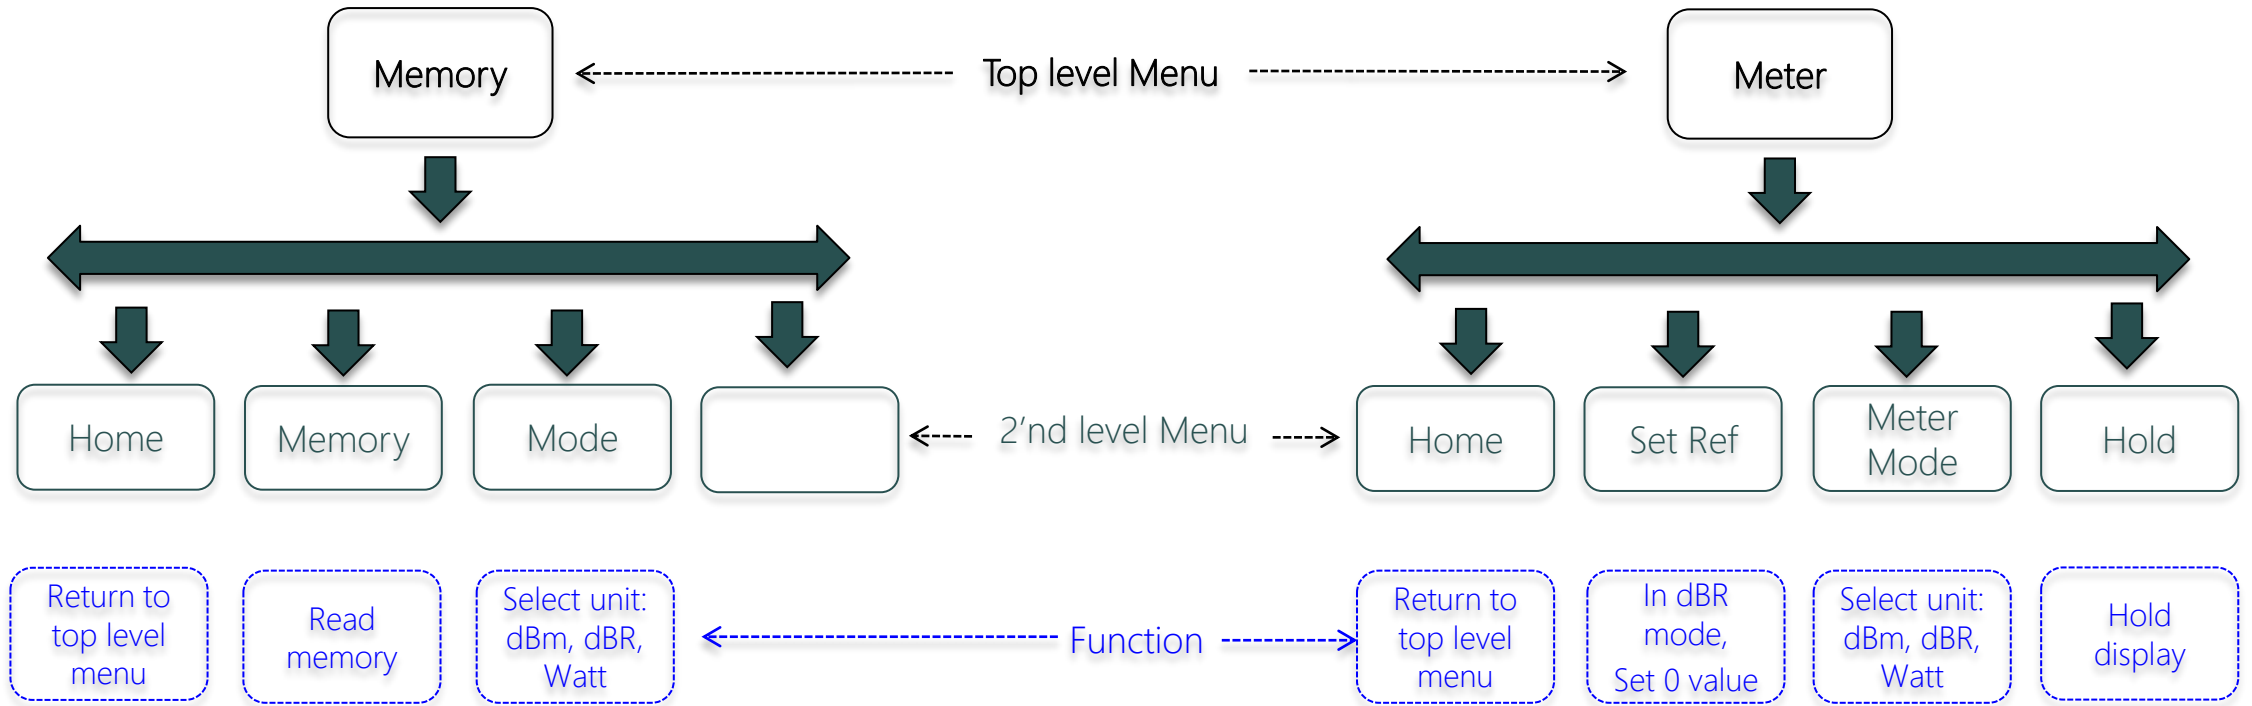 Memory
Top level Menu
Meter
Home
Memory
Mode
2’nd level Menu
Home
Set Ref
Meter
Mode
Hold
Return to
top level
menu
Read
memory
Select unit:
dBm, dBR,
Watt
Function
Return to
top level
menu
In dBR
mode,
Set 0 value
Select unit:
dBm, dBR,
Watt
Hold
display